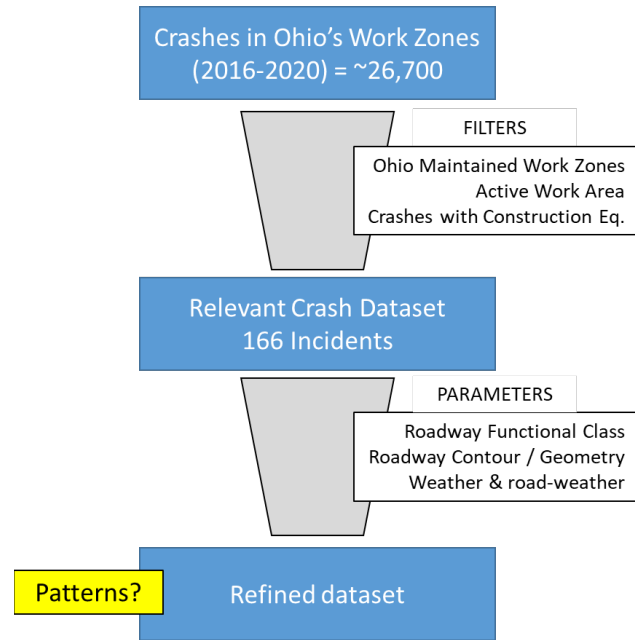 Crashes in Ohio's Work Zones
(2016-2020) = ~26,700
FILTERS
Ohio Maintained Work Zones
Active Work Area
Crashes with Construction Eq.
Relevant Crash Dataset
166 Incidents
PARAMETERS
Roadway Functional Class
Roadway Contour / Geometry
Weather & road-weather
Patterns?
Refined dataset